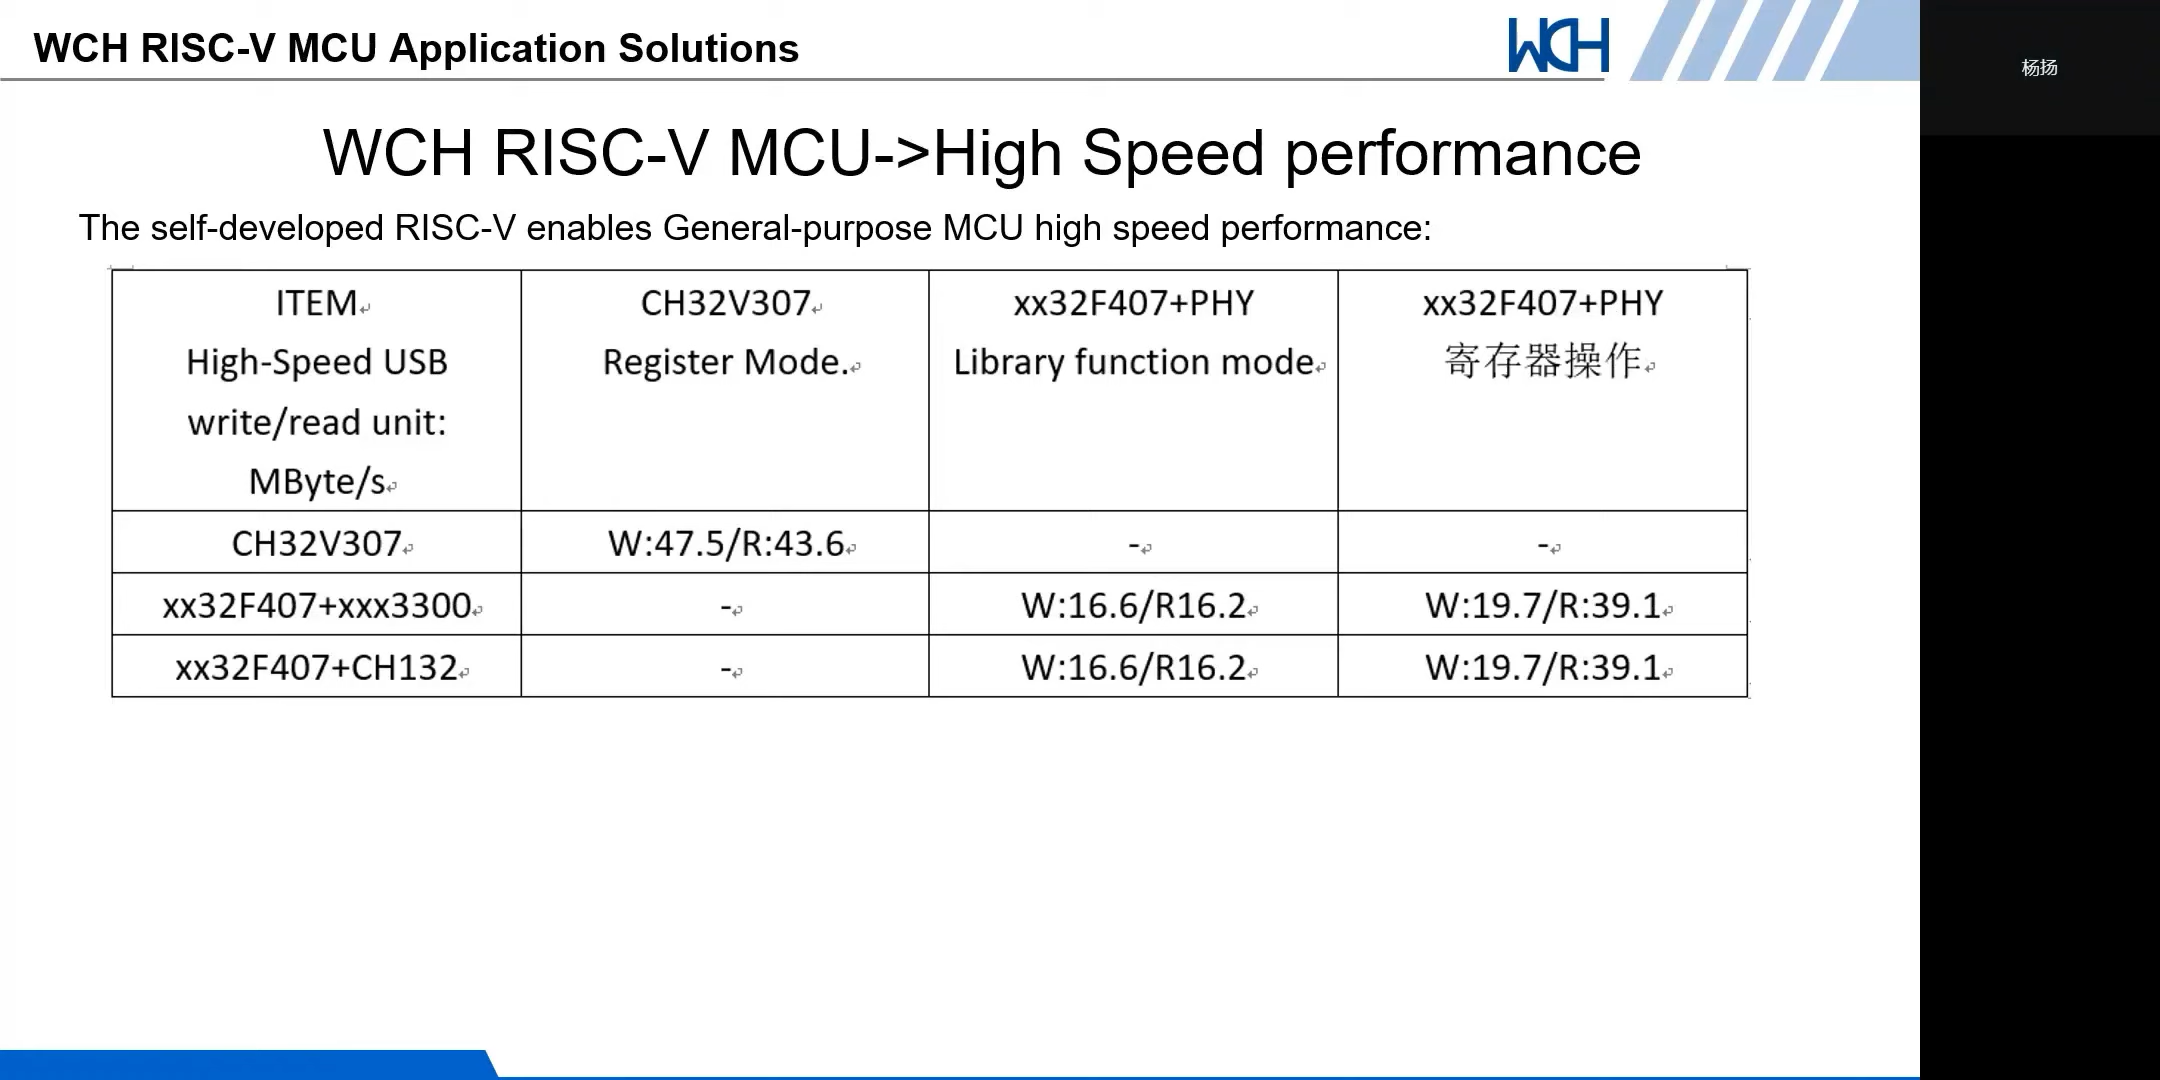 WCH RISC-V MCU Application Solutions
WCH
杨扬
WCH RISC-V MCU->High Speed performance
The self-developed RISC-V enables General-purpose MCU high speed performance:
ITEM
High-Speed USB
write/read unit:
MByte/s
CH32V307
Register Mode.
xx32F407+PHY
Library function mode
xx32F407+PHY
寄存器操作
CH32V307 W:47.5/R:43.6 - -
xx32F407+xxx3300 - W:16.6/R16.2 W:19.7/R:39.1
xx32F407+CH132 - W:16.6/R16.2 W:19.7/R:39.1